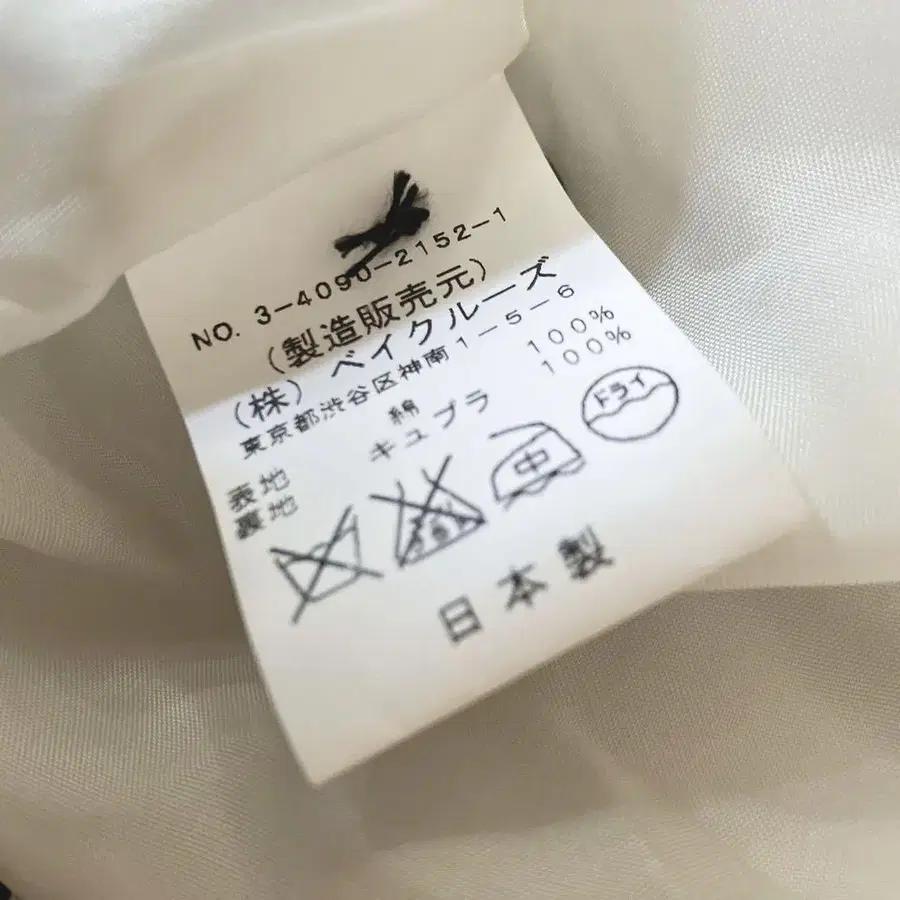 NO. 3-4090-2152-1
(製造販売元)
(株) ベイクルーズ
東京都渋谷区神南1-5-6
表地 綿 100%
裏地 キュプラ 100%
中 ドライ
日本製